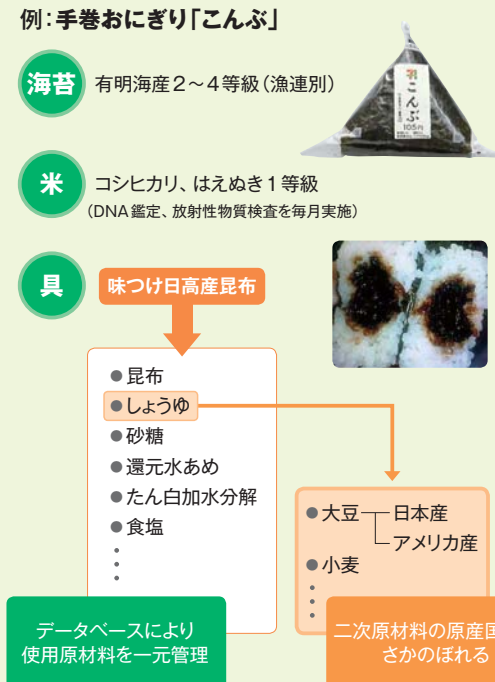 例：手巻おにぎり「こんぶ」
海苔
有明海産2～4等級（漁連別）
こんぶ
105円
米
コシヒカリ、はえぬき1等級
（DNA鑑定、放射性物質検査を毎月実施）
具
味つけ日高産昆布
●昆布
●しょうゆ
●砂糖
●還元水あめ
●たん白加水分解
●食塩
●大豆
日本産
アメリカ産
●小麦
データベースにより
使用原材料を一元管理
二次原材料の原産国
さかのぼれる